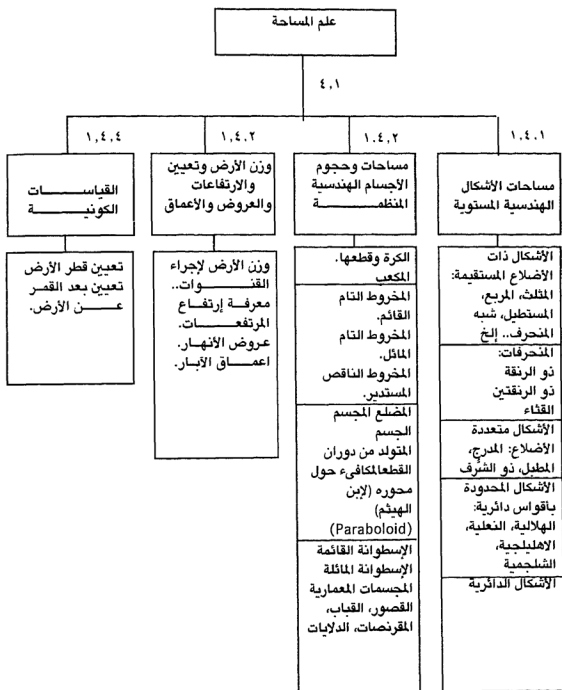 علم المساحة
٤,١
١,٤,١
مساحات الأشكال
الهندسية المستوية
الأشكال ذات
الأضلاع المستقيمة:
المثلث، المربع،
المستطيل، شبه
المنحرف.. إلخ
المنحرفات:
ذو الرنقة
ذو الرنقتين
القثاء
الأشكال متعددة
الأضلاع: المدرج،
المطبل، ذو الشُرف
الأشكال المحدودة
بأقواس دائرية:
الهلالية، النعلية،
الاهليلجية،
الشلجمية
الأشكال الدائرية
١.٤,٢
مساحات وحجوم
الأجسام الهندسية
المنظمة
الكرة وقطعها.
المكعب
المخروط التام
القائم.
المخروط التام
المائل.
المخروط الناقص
المستدير.
المضلع المجسم
الجسم
المتولد من دوران
القطعالمكافىء حول
محوره (لإبن
الهيثم)
(Paraboloid)
الإسطوانة القائمة
الإسطوانة المائلة
المجسمات المعمارية
القصور، القباب،
المقرنصات، الدلايات
١,٤,٢
وزن الأرض وتعيين
والارتفاعات
والعروض والأعماق
وزن الأرض لإجراء
القنوات..
معرفة إرتفاع
المرتفعات.
عروض الأنهار.
اعماق الآبار.
١,٤,٤
القياسات
الكونية
تعيين قطر الأرض
تعيين بعد القمر
عن الأرض.